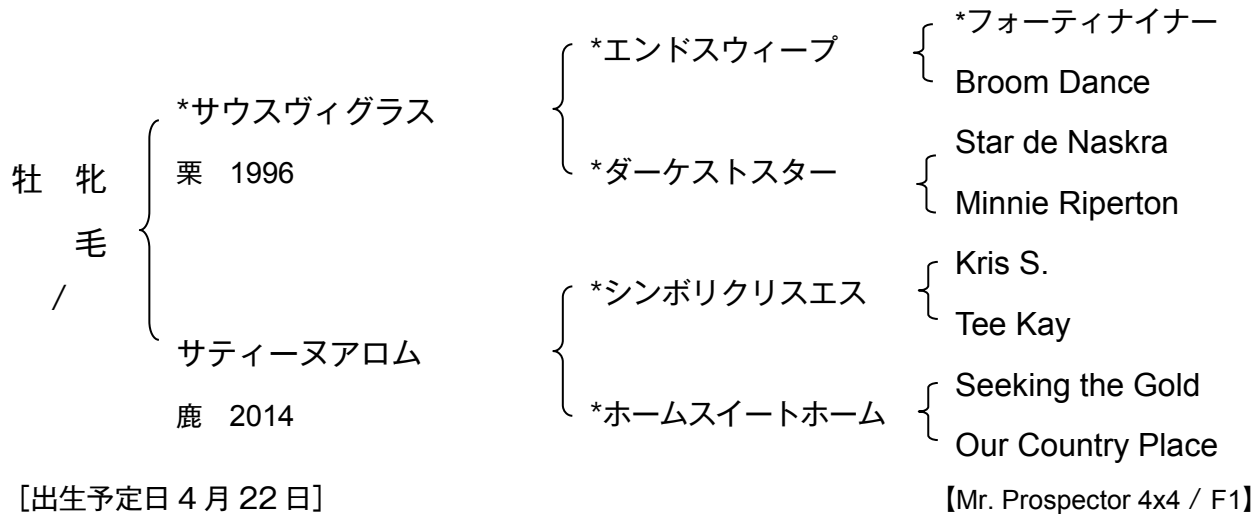 *フォーティナイナー
*エンドスウィープ
Broom Dance
*サウスヴィグラス
Star de Naskra
牡 牝
栗 1996
*ダーケストスター
Minnie Riperton
毛
Kris S.
/
*シンボリクリスエス
Tee Kay
サティーヌアロム
Seeking the Gold
鹿 2014
*ホームスイートホーム
Our Country Place
［出生予定日 4 月 22 日］
【Mr. Prospector 4x4 / F1】